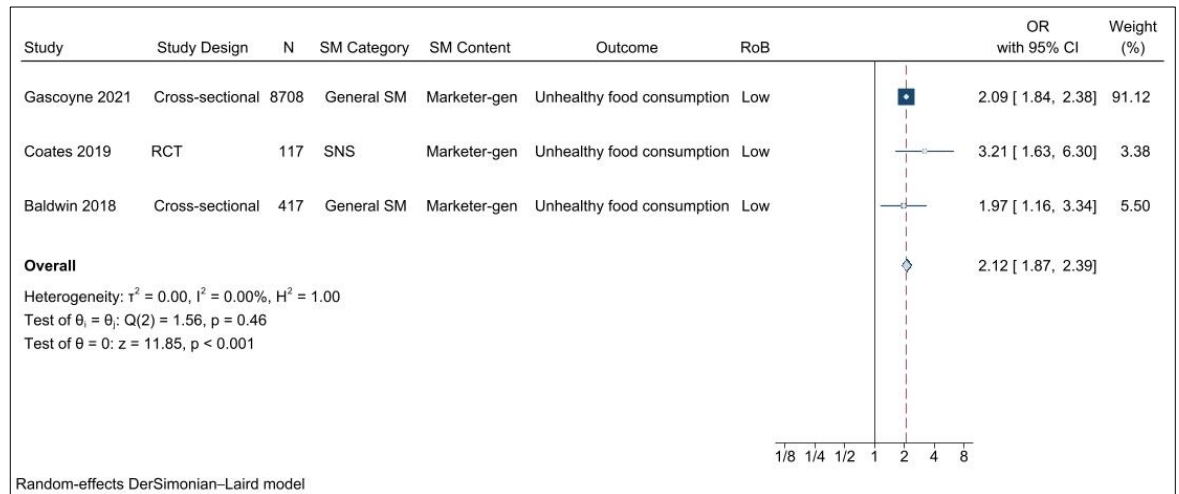 Study Study Design N SM Category SM Content Outcome RoB OR with 95% CI Weight (%)
Gascoyne 2021 Cross-sectional 8708 General SM Marketer-gen Unhealthy food consumption Low 2.09 [ 1.84, 2.38] 91.12
Coates 2019 RCT 117 SNS Marketer-gen Unhealthy food consumption Low 3.21 [ 1.63, 6.30] 3.38
Baldwin 2018 Cross-sectional 417 General SM Marketer-gen Unhealthy food consumption Low 1.97 [ 1.16, 3.34] 5.50
Overall 2.12 [ 1.87, 2.39]
Heterogeneity: τ² = 0.00, I² = 0.00%, H² = 1.00
Test of θᵢ = θⱼ: Q(2) = 1.56, p = 0.46
Test of θ = 0: z = 11.85, p < 0.001
1/8 1/4 1/2 1 2 4 8
Random-effects DerSimonian–Laird model